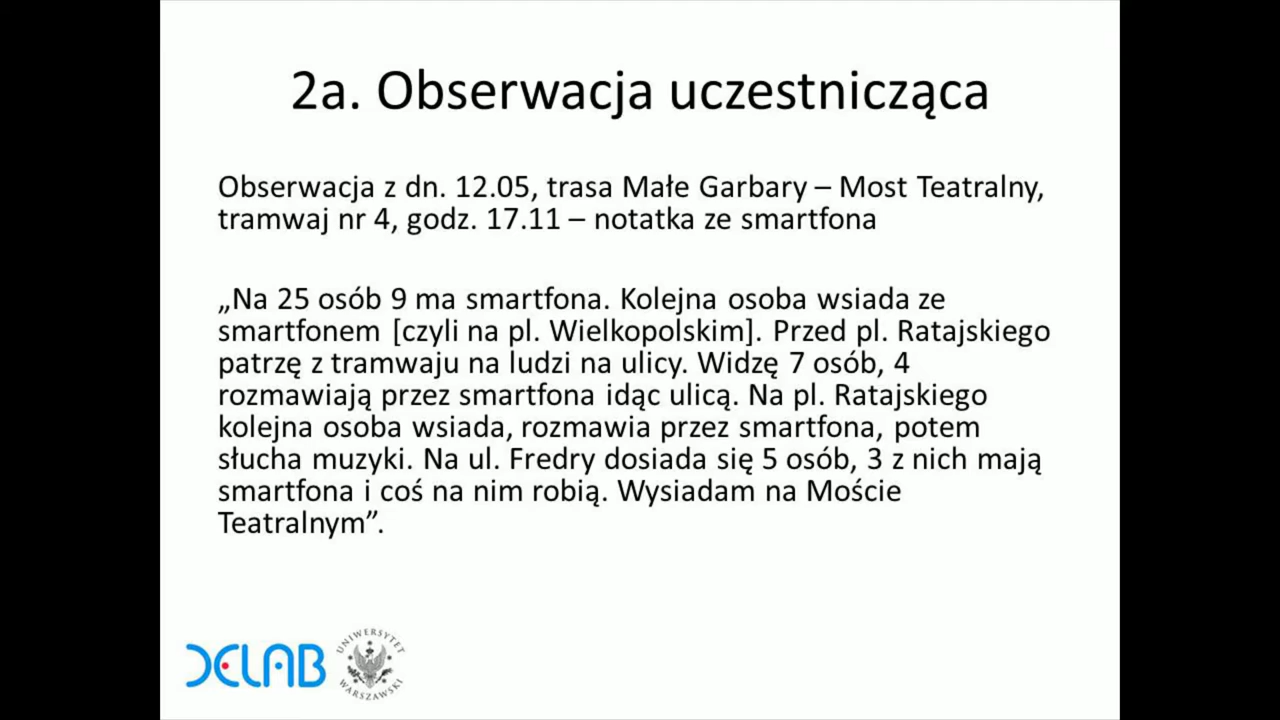 2a. Obserwacja uczestnicząca
Obserwacja z dn. 12.05, trasa Małe Garbary – Most Teatralny,
tramwaj nr 4, godz. 17.11 – notatka ze smartfona
„Na 25 osób 9 ma smartfona. Kolejna osoba wsiada ze
smartfonem [czyli na pl. Wielkopolskim]. Przed pl. Ratajskiego
patrzę z tramwaju na ludzi na ulicy. Widzę 7 osób, 4
rozmawiają przez smartfona idąc ulicą. Na pl. Ratajskiego
kolejna osoba wsiada, rozmawia przez smartfona, potem
słucha muzyki. Na ul. Fredry dosiada się 5 osób, 3 z nich mają
smartfona i coś na nim robią. Wysiadam na Moście
Teatralnym”.
DELAB
UNIWERSYTET
WARSZAWSKI